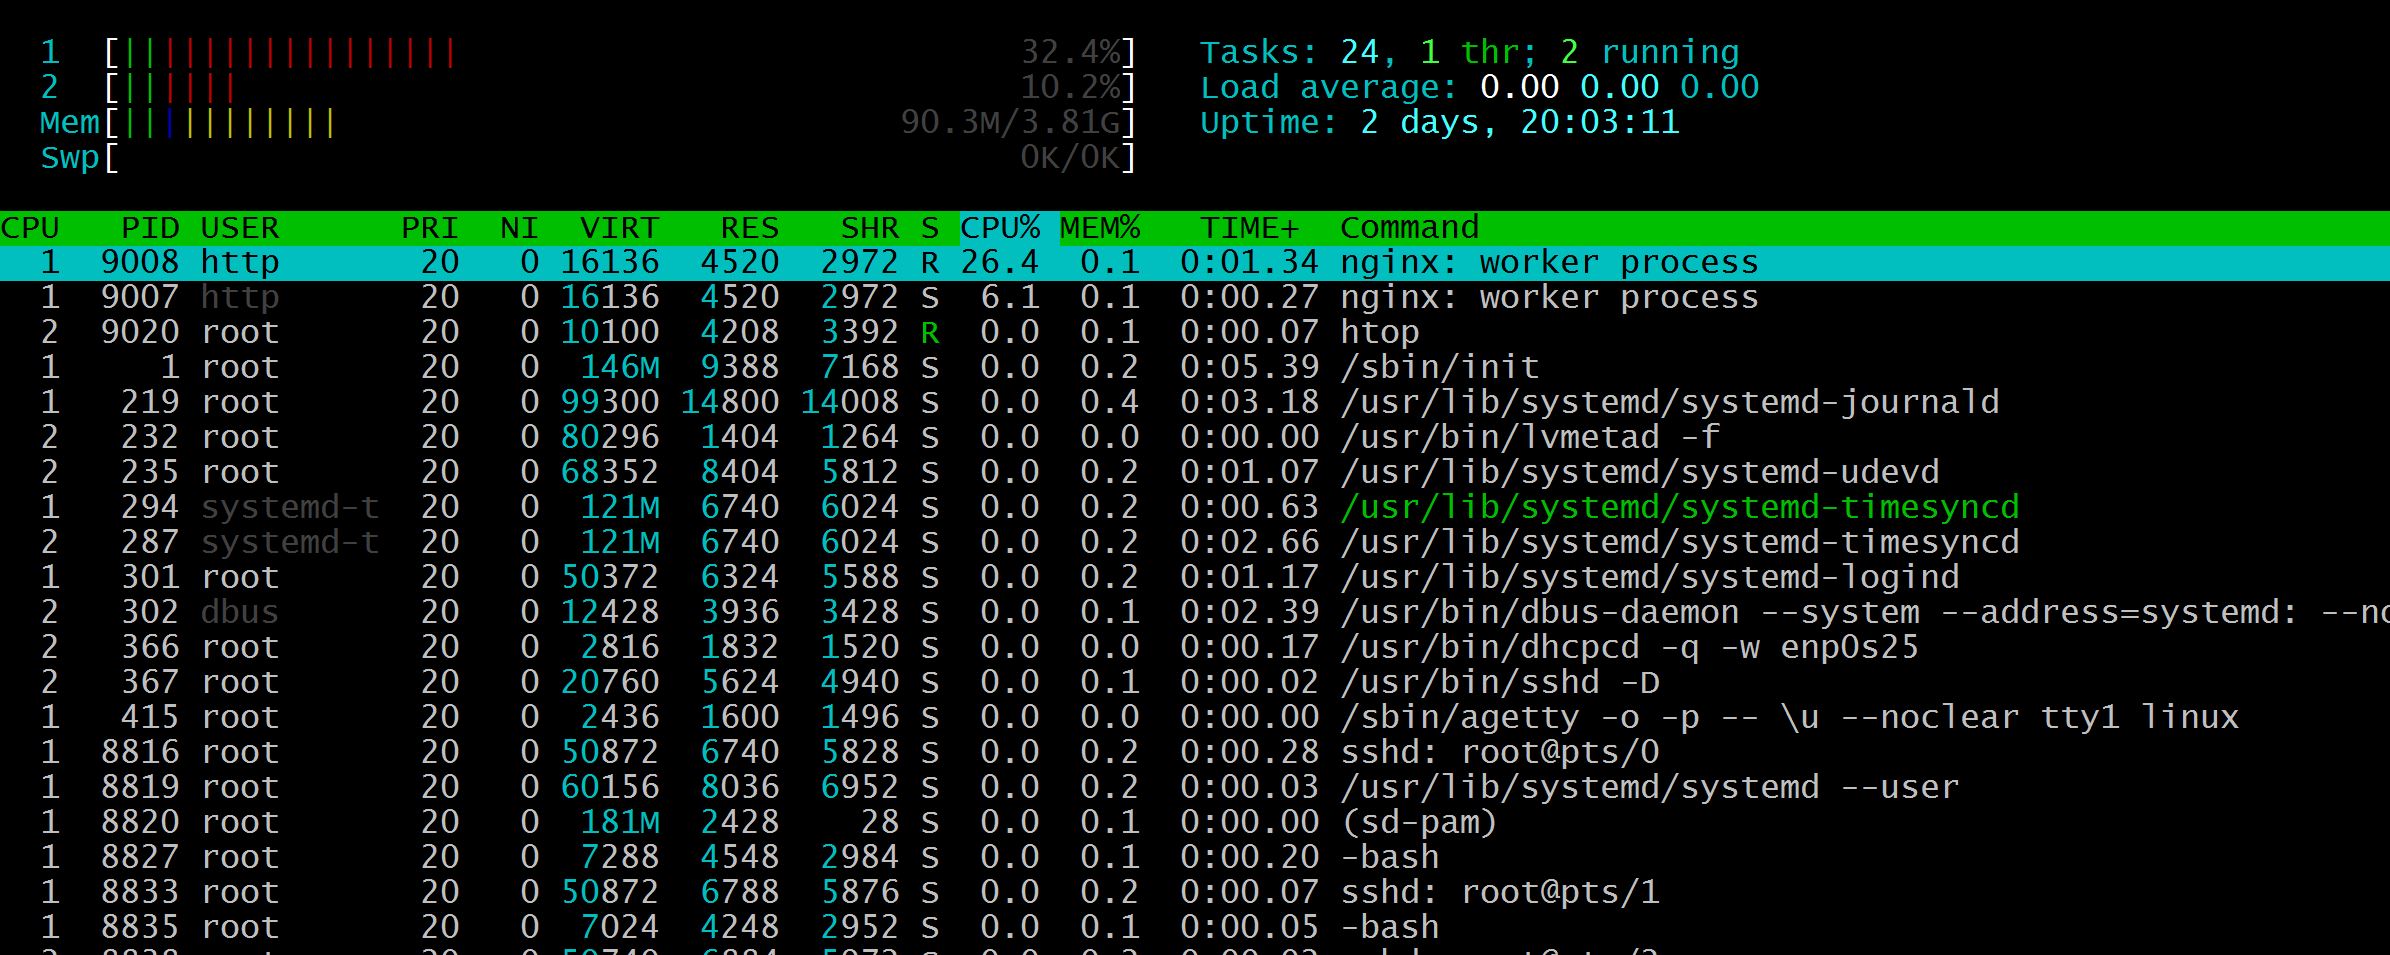 1 [||||||||||||||||| 32.4%] Tasks: 24, 1 thr; 2 running
2 [|||||| 10.2%] Load average: 0.00 0.00 0.00
Mem[||||||||||| 90.3M/3.81G] Uptime: 2 days, 20:03:11
Swp[ 0K/0K]
CPU PID USER PRI NI VIRT RES SHR S CPU% MEM% TIME+ Command
1 9008 http 20 0 16136 4520 2972 R 26.4 0.1 0:01.34 nginx: worker process
1 9007 http 20 0 16136 4520 2972 S 6.1 0.1 0:00.27 nginx: worker process
2 9020 root 20 0 10100 4208 3392 R 0.0 0.1 0:00.07 htop
1 1 root 20 0 146M 9388 7168 S 0.0 0.2 0:05.39 /sbin/init
1 219 root 20 0 99300 14800 14008 S 0.0 0.4 0:03.18 /usr/lib/systemd/systemd-journald
2 232 root 20 0 80296 1404 1264 S 0.0 0.0 0:00.00 /usr/bin/lvmetad -f
2 235 root 20 0 68352 8404 5812 S 0.0 0.2 0:01.07 /usr/lib/systemd/systemd-udevd
1 294 systemd-t 20 0 121M 6740 6024 S 0.0 0.2 0:00.63 /usr/lib/systemd/systemd-timesyncd
2 287 systemd-t 20 0 121M 6740 6024 S 0.0 0.2 0:02.66 /usr/lib/systemd/systemd-timesyncd
1 301 root 20 0 50372 6324 5588 S 0.0 0.2 0:01.17 /usr/lib/systemd/systemd-logind
2 302 dbus 20 0 12428 3936 3428 S 0.0 0.1 0:02.39 /usr/bin/dbus-daemon --system --address=systemd: --no
2 366 root 20 0 2816 1832 1520 S 0.0 0.0 0:00.17 /usr/bin/dhcpcd -q -w enp0s25
2 367 root 20 0 20760 5624 4940 S 0.0 0.1 0:00.02 /usr/bin/sshd -D
1 415 root 20 0 2436 1600 1496 S 0.0 0.0 0:00.00 /sbin/agetty -o -p -- \u --noclear tty1 linux
1 8816 root 20 0 50872 6740 5828 S 0.0 0.2 0:00.28 sshd: root@pts/0
1 8819 root 20 0 60156 8036 6952 S 0.0 0.2 0:00.03 /usr/lib/systemd/systemd --user
1 8820 root 20 0 181M 2428 28 S 0.0 0.1 0:00.00 (sd-pam)
1 8827 root 20 0 7288 4548 2984 S 0.0 0.1 0:00.20 -bash
1 8833 root 20 0 50872 6788 5876 S 0.0 0.2 0:00.07 sshd: root@pts/1
1 8835 root 20 0 7024 4248 2952 S 0.0 0.1 0:00.05 -bash